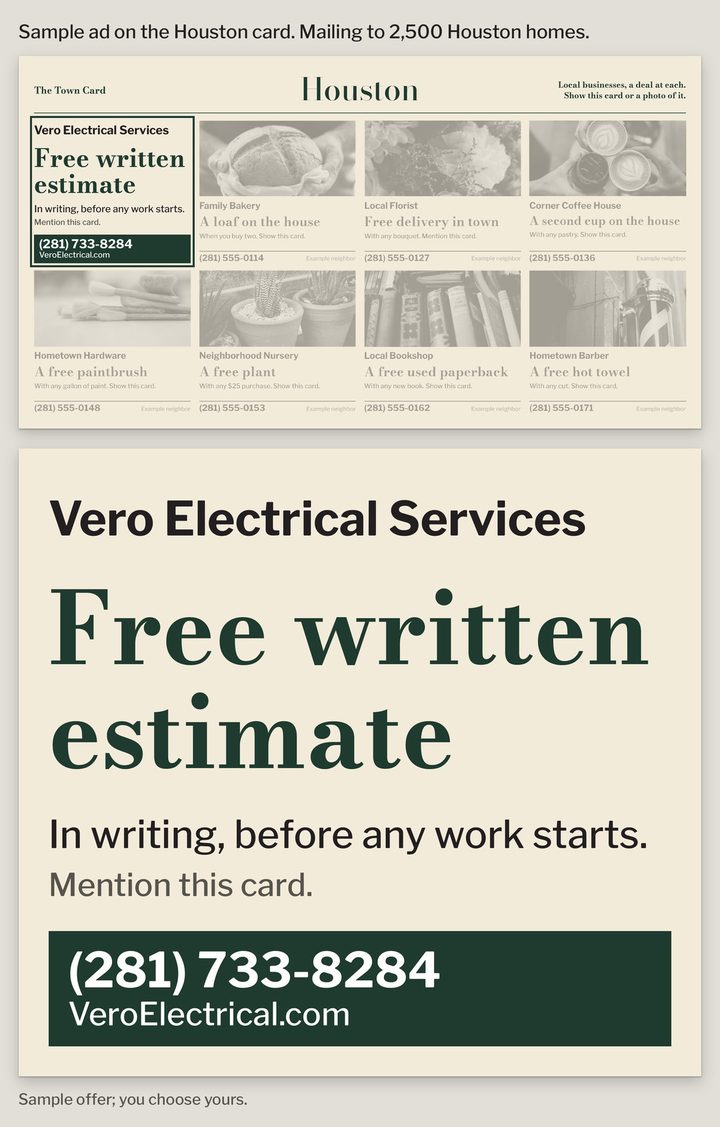 Sample ad on the Houston card. Mailing to 2,500 Houston homes.
The Town Card
Houston
Local businesses, a deal at each.
Show this card or a photo of it.
Vero Electrical Services
Free written
estimate
In writing, before any work starts.
Mention this card.
(281) 733-8284
VeroElectrical.com
Family Bakery
A loaf on the house
When you buy two. Show this card.
(281) 555-0114
Example neighbor
Local Florist
Free delivery in town
With any bouquet. Mention this card.
(281) 555-0127
Example neighbor
Corner Coffee House
A second cup on the house
With any pastry. Show this card.
(281) 555-0136
Example neighbor
Hometown Hardware
A free paintbrush
With any gallon of paint. Show this card.
(281) 555-0148
Example neighbor
Neighborhood Nursery
A free plant
With any $25 purchase. Show this card.
(281) 555-0153
Example neighbor
Local Bookshop
A free used paperback
With any new book. Show this card.
(281) 555-0162
Example neighbor
Hometown Barber
A free hot towel
With any cut. Show this card.
(281) 555-0171
Example neighbor
Vero Electrical Services
Free written
estimate
In writing, before any work starts.
Mention this card.
(281) 733-8284
VeroElectrical.com
Sample offer; you choose yours.